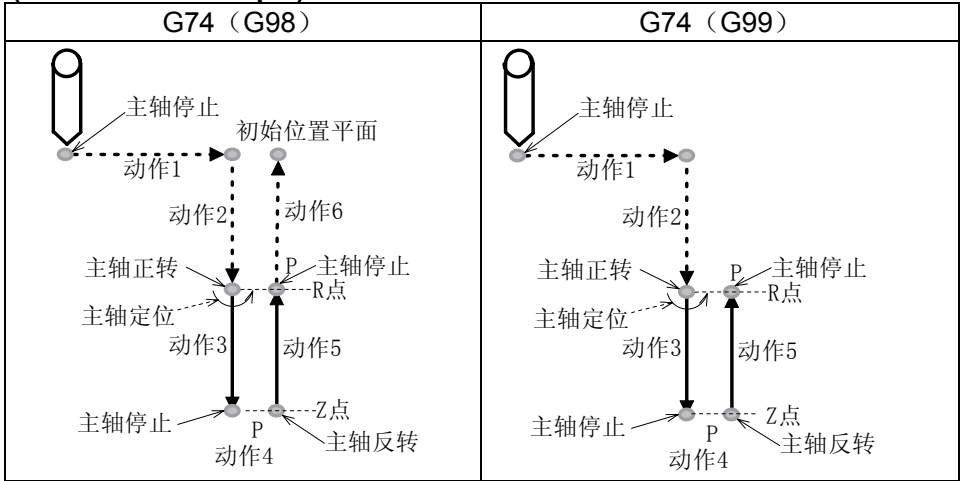 G74（G98）
G74（G99）
主轴停止
初始位置平面
动作1
动作2
动作6
主轴正转
P
主轴停止
R点
主轴定位
动作3
动作5
主轴停止
Z点
P
主轴反转
动作4
主轴停止
动作1
动作2
主轴正转
P
主轴停止
R点
主轴定位
动作3
动作5
主轴停止
Z点
P
主轴反转
动作4